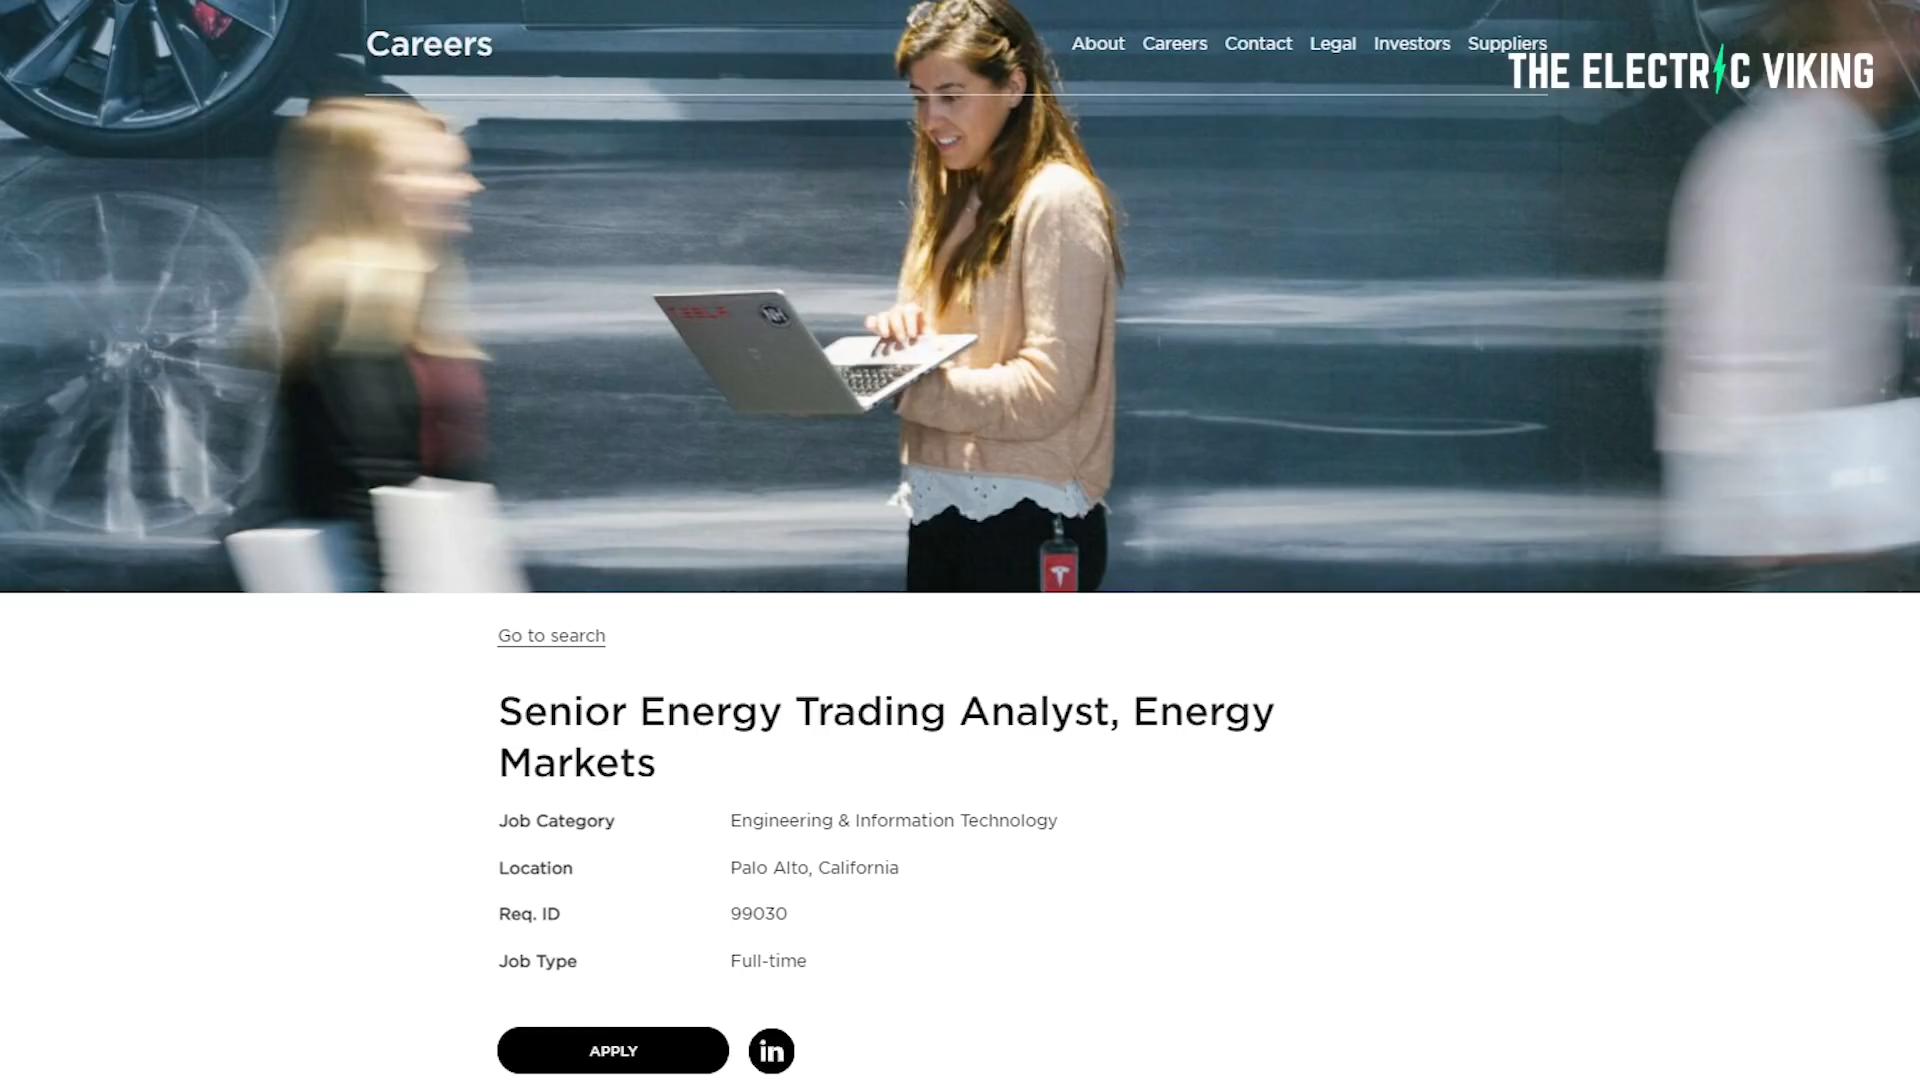 Careers
About Careers Contact Legal Investors Suppliers
THE ELECTRIC VIKING
TESLA
Go to search
Senior Energy Trading Analyst, Energy
Markets
Job Category Engineering & Information Technology
Location Palo Alto, California
Req. ID 99030
Job Type Full-time
APPLY
in